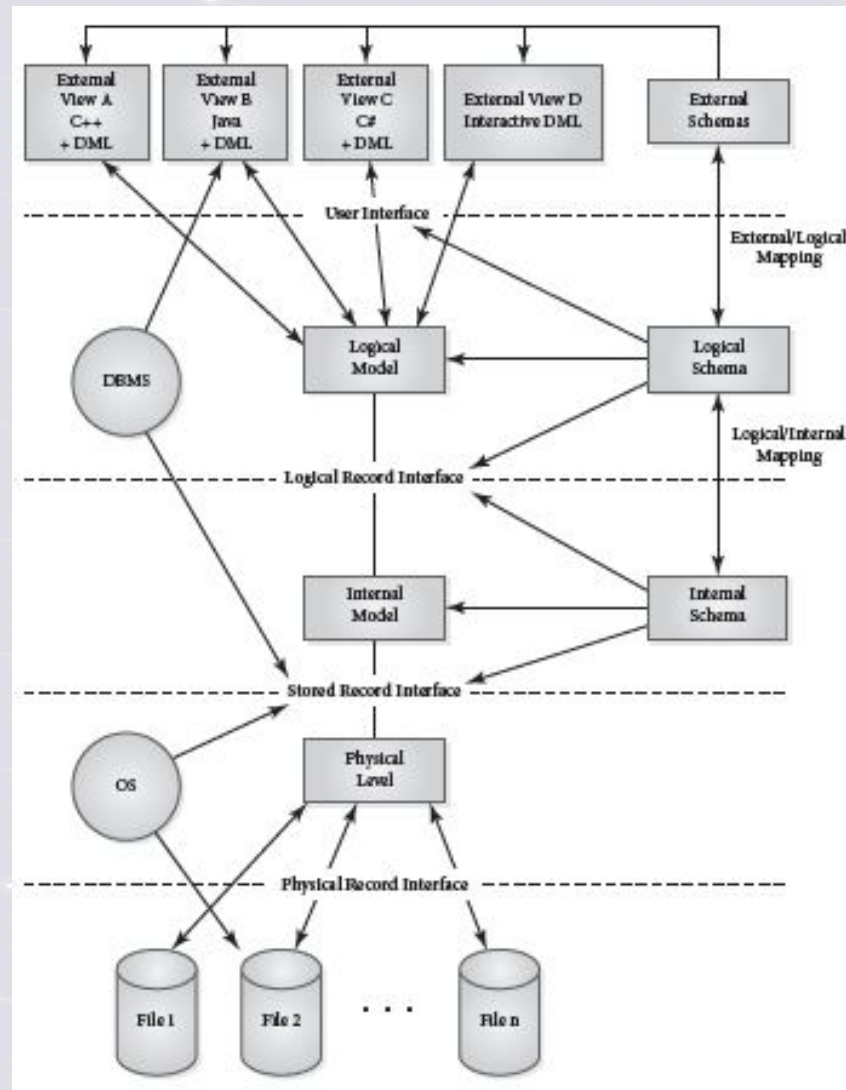 External
View A
C++
+ DML
External
View B
Java
+ DML
External
View C
C#
+ DML
External View D
Interactive DML
External
Schemas
User Interface
External/Logical
Mapping
DBMS
Logical
Model
Logical
Schema
Logical/Internal
Mapping
Logical Record Interface
Internal
Model
Internal
Schema
Stored Record Interface
OS
Physical
Level
Physical Record Interface
File 1
File 2
. . .
File n